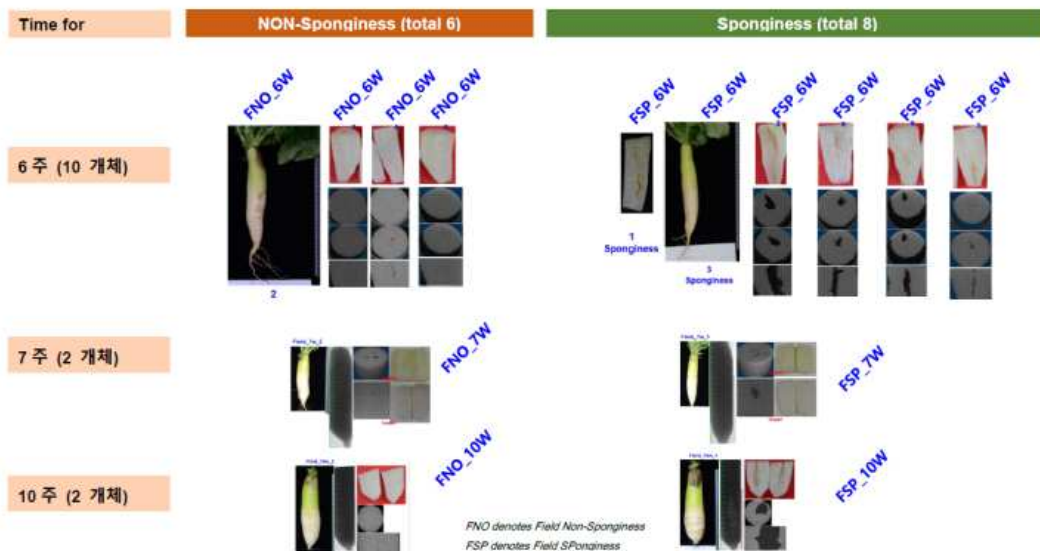 Time for
NON-Sponginess (total 6)
Sponginess (total 8)
FNO_6W
FNO_6W
FNO_6W
FNO_6W
FSP_6W
FSP_6W
FSP_6W
FSP_6W
FSP_6W
FSP_6W
6 주 (10 개체)
2
1
Sponginess
3
Sponginess
7 주 (2 개체)
FNO_7W
FSP_7W
10 주 (2 개체)
FNO_10W
FSP_10W
FNO denotes Field Non-Sponginess
FSP denotes Field SPonginess